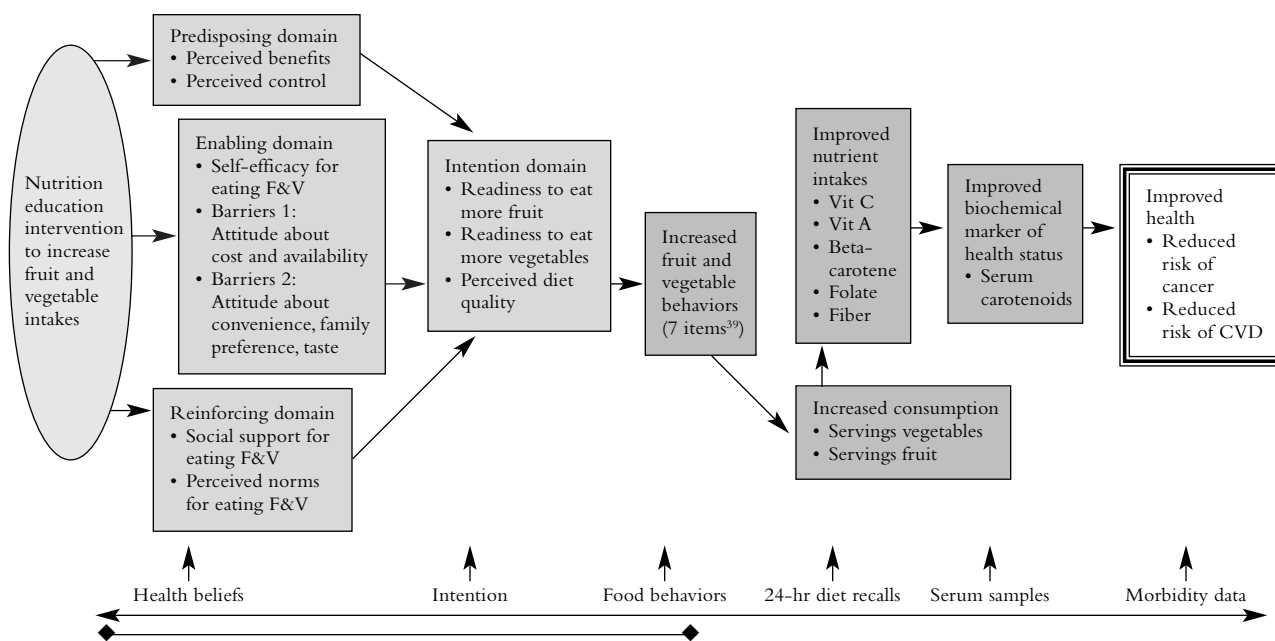 Nutrition
education
intervention
to increase
fruit and
vegetable
intakes
Predisposing domain
• Perceived benefits
• Perceived control
Enabling domain
• Self-efficacy for
eating F&V
• Barriers 1:
Attitude about
cost and availability
• Barriers 2:
Attitude about
convenience, family
preference, taste
Reinforcing domain
• Social support for
eating F&V
• Perceived norms
for eating F&V
Intention domain
• Readiness to eat
more fruit
• Readiness to eat
more vegetables
• Perceived diet
quality
Increased
fruit and
vegetable
behaviors
(7 items³⁹)
Improved
nutrient
intakes
• Vit C
• Vit A
• Beta-
carotene
• Folate
• Fiber
Increased consumption
• Servings vegetables
• Servings fruit
Improved
biochemical
marker of
health status
• Serum
carotenoids
Improved
health
• Reduced
risk of
cancer
• Reduced
risk of CVD
Health beliefs
Intention
Food behaviors
24-hr diet recalls
Serum samples
Morbidity data